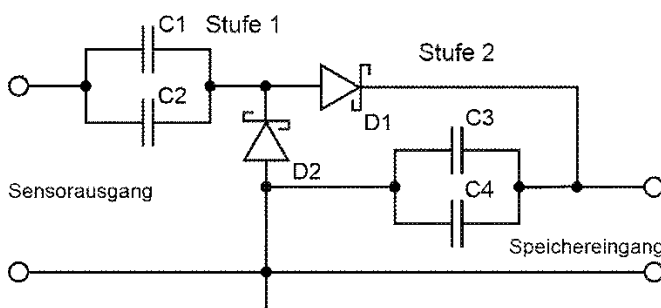 C1
Stufe 1
C2
Stufe 2
D1
C3
D2
C4
Sensorausgang
Speichereingang